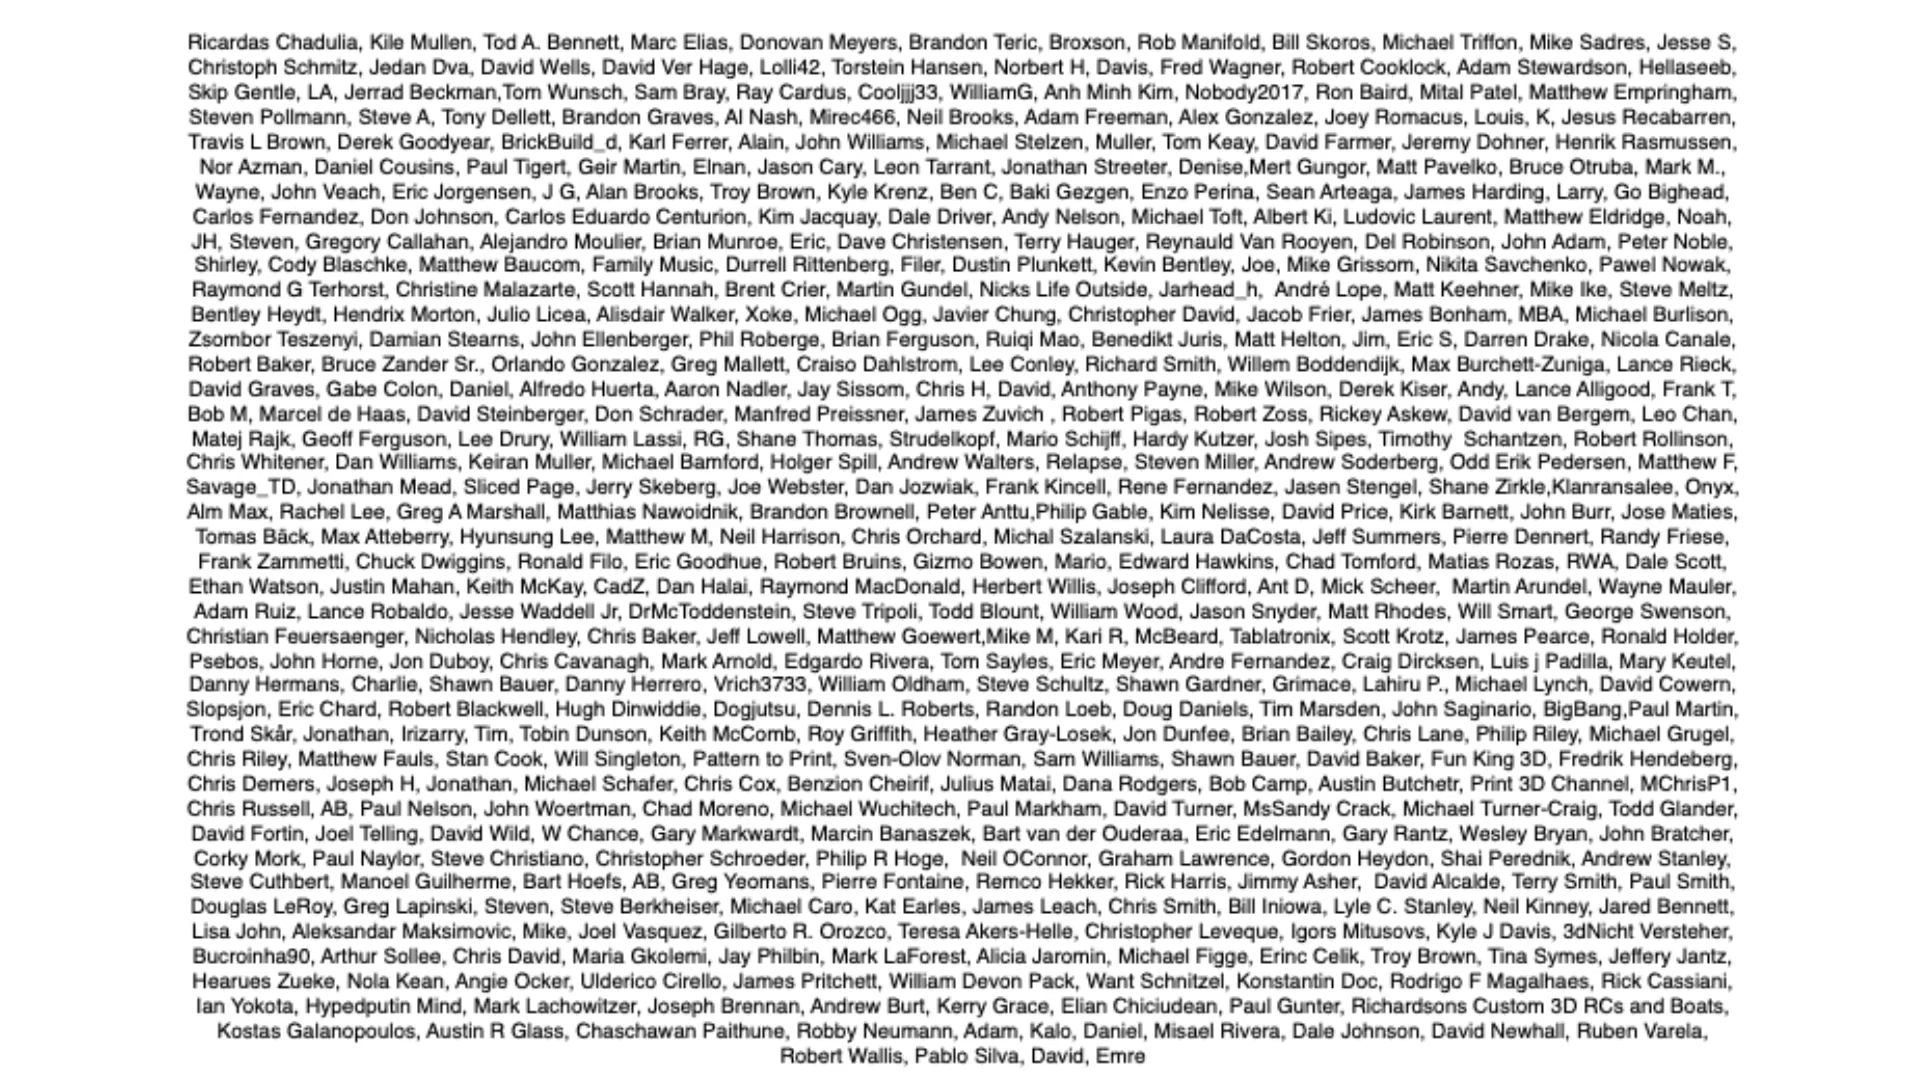 Ricardas Chadulia, Kile Mullen, Tod A. Bennett, Marc Elias, Donovan Meyers, Brandon Teric, Broxson, Rob Manifold, Bill Skoros, Michael Triffon, Mike Sadres, Jesse S,
Christoph Schmitz, Jedan Dva, David Wells, David Ver Hage, Lolli42, Torstein Hansen, Norbert H, Davis, Fred Wagner, Robert Cooklock, Adam Stewardson, Hellaseeb,
Skip Gentle, LA, Jerrad Beckman,Tom Wunsch, Sam Bray, Ray Cardus, Cooljjj33, WilliamG, Anh Minh Kim, Nobody2017, Ron Baird, Mital Patel, Matthew Empringham,
Steven Pollmann, Steve A, Tony Dellett, Brandon Graves, Al Nash, Mirec466, Neil Brooks, Adam Freeman, Alex Gonzalez, Joey Romacus, Louis, K, Jesus Recabarren,
Travis L Brown, Derek Goodyear, BrickBuild_d, Karl Ferrer, Alain, John Williams, Michael Stelzen, Muller, Tom Keay, David Farmer, Jeremy Dohner, Henrik Rasmussen,
Nor Azman, Daniel Cousins, Paul Tigert, Geir Martin, Elnan, Jason Cary, Leon Tarrant, Jonathan Streeter, Denise,Mert Gungor, Matt Pavelko, Bruce Otruba, Mark M.,
Wayne, John Veach, Eric Jorgensen, J G, Alan Brooks, Troy Brown, Kyle Krenz, Ben C, Baki Gezgen, Enzo Perina, Sean Arteaga, James Harding, Larry, Go Bighead,
Carlos Fernandez, Don Johnson, Carlos Eduardo Centurion, Kim Jacquay, Dale Driver, Andy Nelson, Michael Toft, Albert Ki, Ludovic Laurent, Matthew Eldridge, Noah,
JH, Steven, Gregory Callahan, Alejandro Moulier, Brian Munroe, Eric, Dave Christensen, Terry Hauger, Reynauld Van Rooyen, Del Robinson, John Adam, Peter Noble,
Shirley, Cody Blaschke, Matthew Baucom, Family Music, Durrell Rittenberg, Filer, Dustin Plunkett, Kevin Bentley, Joe, Mike Grissom, Nikita Savchenko, Pawel Nowak,
Raymond G Terhorst, Christine Malazarte, Scott Hannah, Brent Crier, Martin Gundel, Nicks Life Outside, Jarhead_h,  André Lope, Matt Keehner, Mike Ike, Steve Meltz,
Bentley Heydt, Hendrix Morton, Julio Licea, Alisdair Walker, Xoke, Michael Ogg, Javier Chung, Christopher David, Jacob Frier, James Bonham, MBA, Michael Burlison,
Zsombor Teszenyi, Damian Stearns, John Ellenberger, Phil Roberge, Brian Ferguson, Ruiqi Mao, Benedikt Juris, Matt Helton, Jim, Eric S, Darren Drake, Nicola Canale,
Robert Baker, Bruce Zander Sr., Orlando Gonzalez, Greg Mallett, Craiso Dahlstrom, Lee Conley, Richard Smith, Willem Boddendijk, Max Burchett-Zuniga, Lance Rieck,
David Graves, Gabe Colon, Daniel, Alfredo Huerta, Aaron Nadler, Jay Sissom, Chris H, David, Anthony Payne, Mike Wilson, Derek Kiser, Andy, Lance Alligood, Frank T,
Bob M, Marcel de Haas, David Steinberger, Don Schrader, Manfred Preissner, James Zuvich , Robert Pigas, Robert Zoss, Rickey Askew, David van Bergem, Leo Chan,
Matej Rajk, Geoff Ferguson, Lee Drury, William Lassi, RG, Shane Thomas, Strudelkopf, Mario Schijff, Hardy Kutzer, Josh Sipes, Timothy  Schantzen, Robert Rollinson,
Chris Whitener, Dan Williams, Keiran Muller, Michael Bamford, Holger Spill, Andrew Walters, Relapse, Steven Miller, Andrew Soderberg, Odd Erik Pedersen, Matthew F,
Savage_TD, Jonathan Mead, Sliced Page, Jerry Skeberg, Joe Webster, Dan Jozwiak, Frank Kincell, Rene Fernandez, Jasen Stengel, Shane Zirkle,Klanransalee, Onyx,
Alm Max, Rachel Lee, Greg A Marshall, Matthias Nawoidnik, Brandon Brownell, Peter Anttu,Philip Gable, Kim Nelisse, David Price, Kirk Barnett, John Burr, Jose Maties,
Tomas Bäck, Max Atteberry, Hyunsung Lee, Matthew M, Neil Harrison, Chris Orchard, Michal Szalanski, Laura DaCosta, Jeff Summers, Pierre Dennert, Randy Friese,
Frank Zammetti, Chuck Dwiggins, Ronald Filo, Eric Goodhue, Robert Bruins, Gizmo Bowen, Mario, Edward Hawkins, Chad Tomford, Matias Rozas, RWA, Dale Scott,
Ethan Watson, Justin Mahan, Keith McKay, CadZ, Dan Halai, Raymond MacDonald, Herbert Willis, Joseph Clifford, Ant D, Mick Scheer,  Martin Arundel, Wayne Mauler,
Adam Ruiz, Lance Robaldo, Jesse Waddell Jr, DrMcToddenstein, Steve Tripoli, Todd Blount, William Wood, Jason Snyder, Matt Rhodes, Will Smart, George Swenson,
Christian Feuersaenger, Nicholas Hendley, Chris Baker, Jeff Lowell, Matthew Goewert,Mike M, Kari R, McBeard, Tablatronix, Scott Krotz, James Pearce, Ronald Holder,
Psebos, John Horne, Jon Duboy, Chris Cavanagh, Mark Arnold, Edgardo Rivera, Tom Sayles, Eric Meyer, Andre Fernandez, Craig Dircksen, Luis j Padilla, Mary Keutel,
Danny Hermans, Charlie, Shawn Bauer, Danny Herrero, Vrich3733, William Oldham, Steve Schultz, Shawn Gardner, Grimace, Lahiru P., Michael Lynch, David Cowern,
Slopsjon, Eric Chard, Robert Blackwell, Hugh Dinwiddie, Dogjutsu, Dennis L. Roberts, Randon Loeb, Doug Daniels, Tim Marsden, John Saginario, BigBang,Paul Martin,
Trond Skår, Jonathan, Irizarry, Tim, Tobin Dunson, Keith McComb, Roy Griffith, Heather Gray-Losek, Jon Dunfee, Brian Bailey, Chris Lane, Philip Riley, Michael Grugel,
Chris Riley, Matthew Fauls, Stan Cook, Will Singleton, Pattern to Print, Sven-Olov Norman, Sam Williams, Shawn Bauer, David Baker, Fun King 3D, Fredrik Hendeberg,
Chris Demers, Joseph H, Jonathan, Michael Schafer, Chris Cox, Benzion Cheirif, Julius Matai, Dana Rodgers, Bob Camp, Austin Butchetr, Print 3D Channel, MChrisP1,
Chris Russell, AB, Paul Nelson, John Woertman, Chad Moreno, Michael Wuchitech, Paul Markham, David Turner, MsSandy Crack, Michael Turner-Craig, Todd Glander,
David Fortin, Joel Telling, David Wild, W Chance, Gary Markwardt, Marcin Banaszek, Bart van der Ouderaa, Eric Edelmann, Gary Rantz, Wesley Bryan, John Bratcher,
Corky Mork, Paul Naylor, Steve Christiano, Christopher Schroeder, Philip R Hoge,  Neil OConnor, Graham Lawrence, Gordon Heydon, Shai Perednik, Andrew Stanley,
Steve Cuthbert, Manoel Guilherme, Bart Hoefs, AB, Greg Yeomans, Pierre Fontaine, Remco Hekker, Rick Harris, Jimmy Asher,  David Alcalde, Terry Smith, Paul Smith,
Douglas LeRoy, Greg Lapinski, Steven, Steve Berkheiser, Michael Caro, Kat Earles, James Leach, Chris Smith, Bill Iniowa, Lyle C. Stanley, Neil Kinney, Jared Bennett,
Lisa John, Aleksandar Maksimovic, Mike, Joel Vasquez, Gilberto R. Orozco, Teresa Akers-Helle, Christopher Leveque, Igors Mitusovs, Kyle J Davis, 3dNicht Versteher,
Bucroinha90, Arthur Sollee, Chris David, Maria Gkolemi, Jay Philbin, Mark LaForest, Alicia Jaromin, Michael Figge, Erinc Celik, Troy Brown, Tina Symes, Jeffery Jantz,
Hearues Zueke, Nola Kean, Angie Ocker, Ulderico Cirello, James Pritchett, William Devon Pack, Want Schnitzel, Konstantin Doc, Rodrigo F Magalhaes, Rick Cassiani,
Ian Yokota, Hypedputin Mind, Mark Lachowitzer, Joseph Brennan, Andrew Burt, Kerry Grace, Elian Chiciudean, Paul Gunter, Richardsons Custom 3D RCs and Boats,
Kostas Galanopoulos, Austin R Glass, Chaschawan Paithune, Robby Neumann, Adam, Kalo, Daniel, Misael Rivera, Dale Johnson, David Newhall, Ruben Varela,
Robert Wallis, Pablo Silva, David, Emre